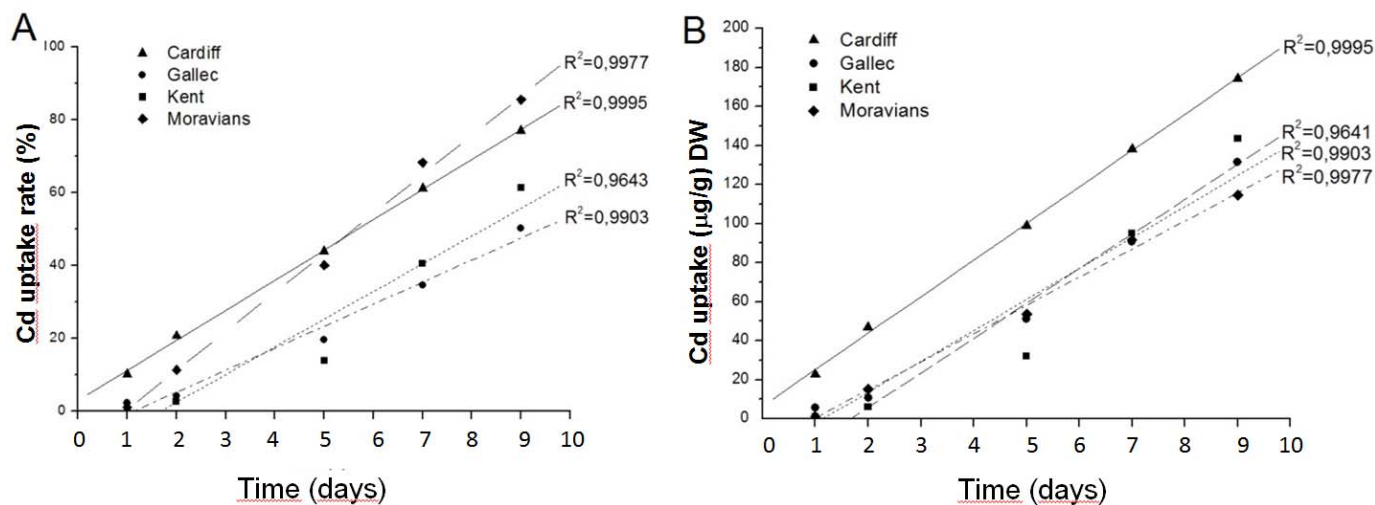 A
Cardiff
Gallec
Kent
Moravians
Cd uptake rate (%)
100
80
60
40
20
0
R²=0,9977
R²=0,9995
R²=0,9643
R²=0,9903
0 1 2 3 4 5 6 7 8 9 10
Time (days)
B
Cardiff
Gallec
Kent
Moravians
Cd uptake (µg/g) DW
200
180
160
140
120
100
80
60
40
20
0
R²=0,9995
R²=0,9641
R²=0,9903
R²=0,9977
0 1 2 3 4 5 6 7 8 9 10
Time (days)